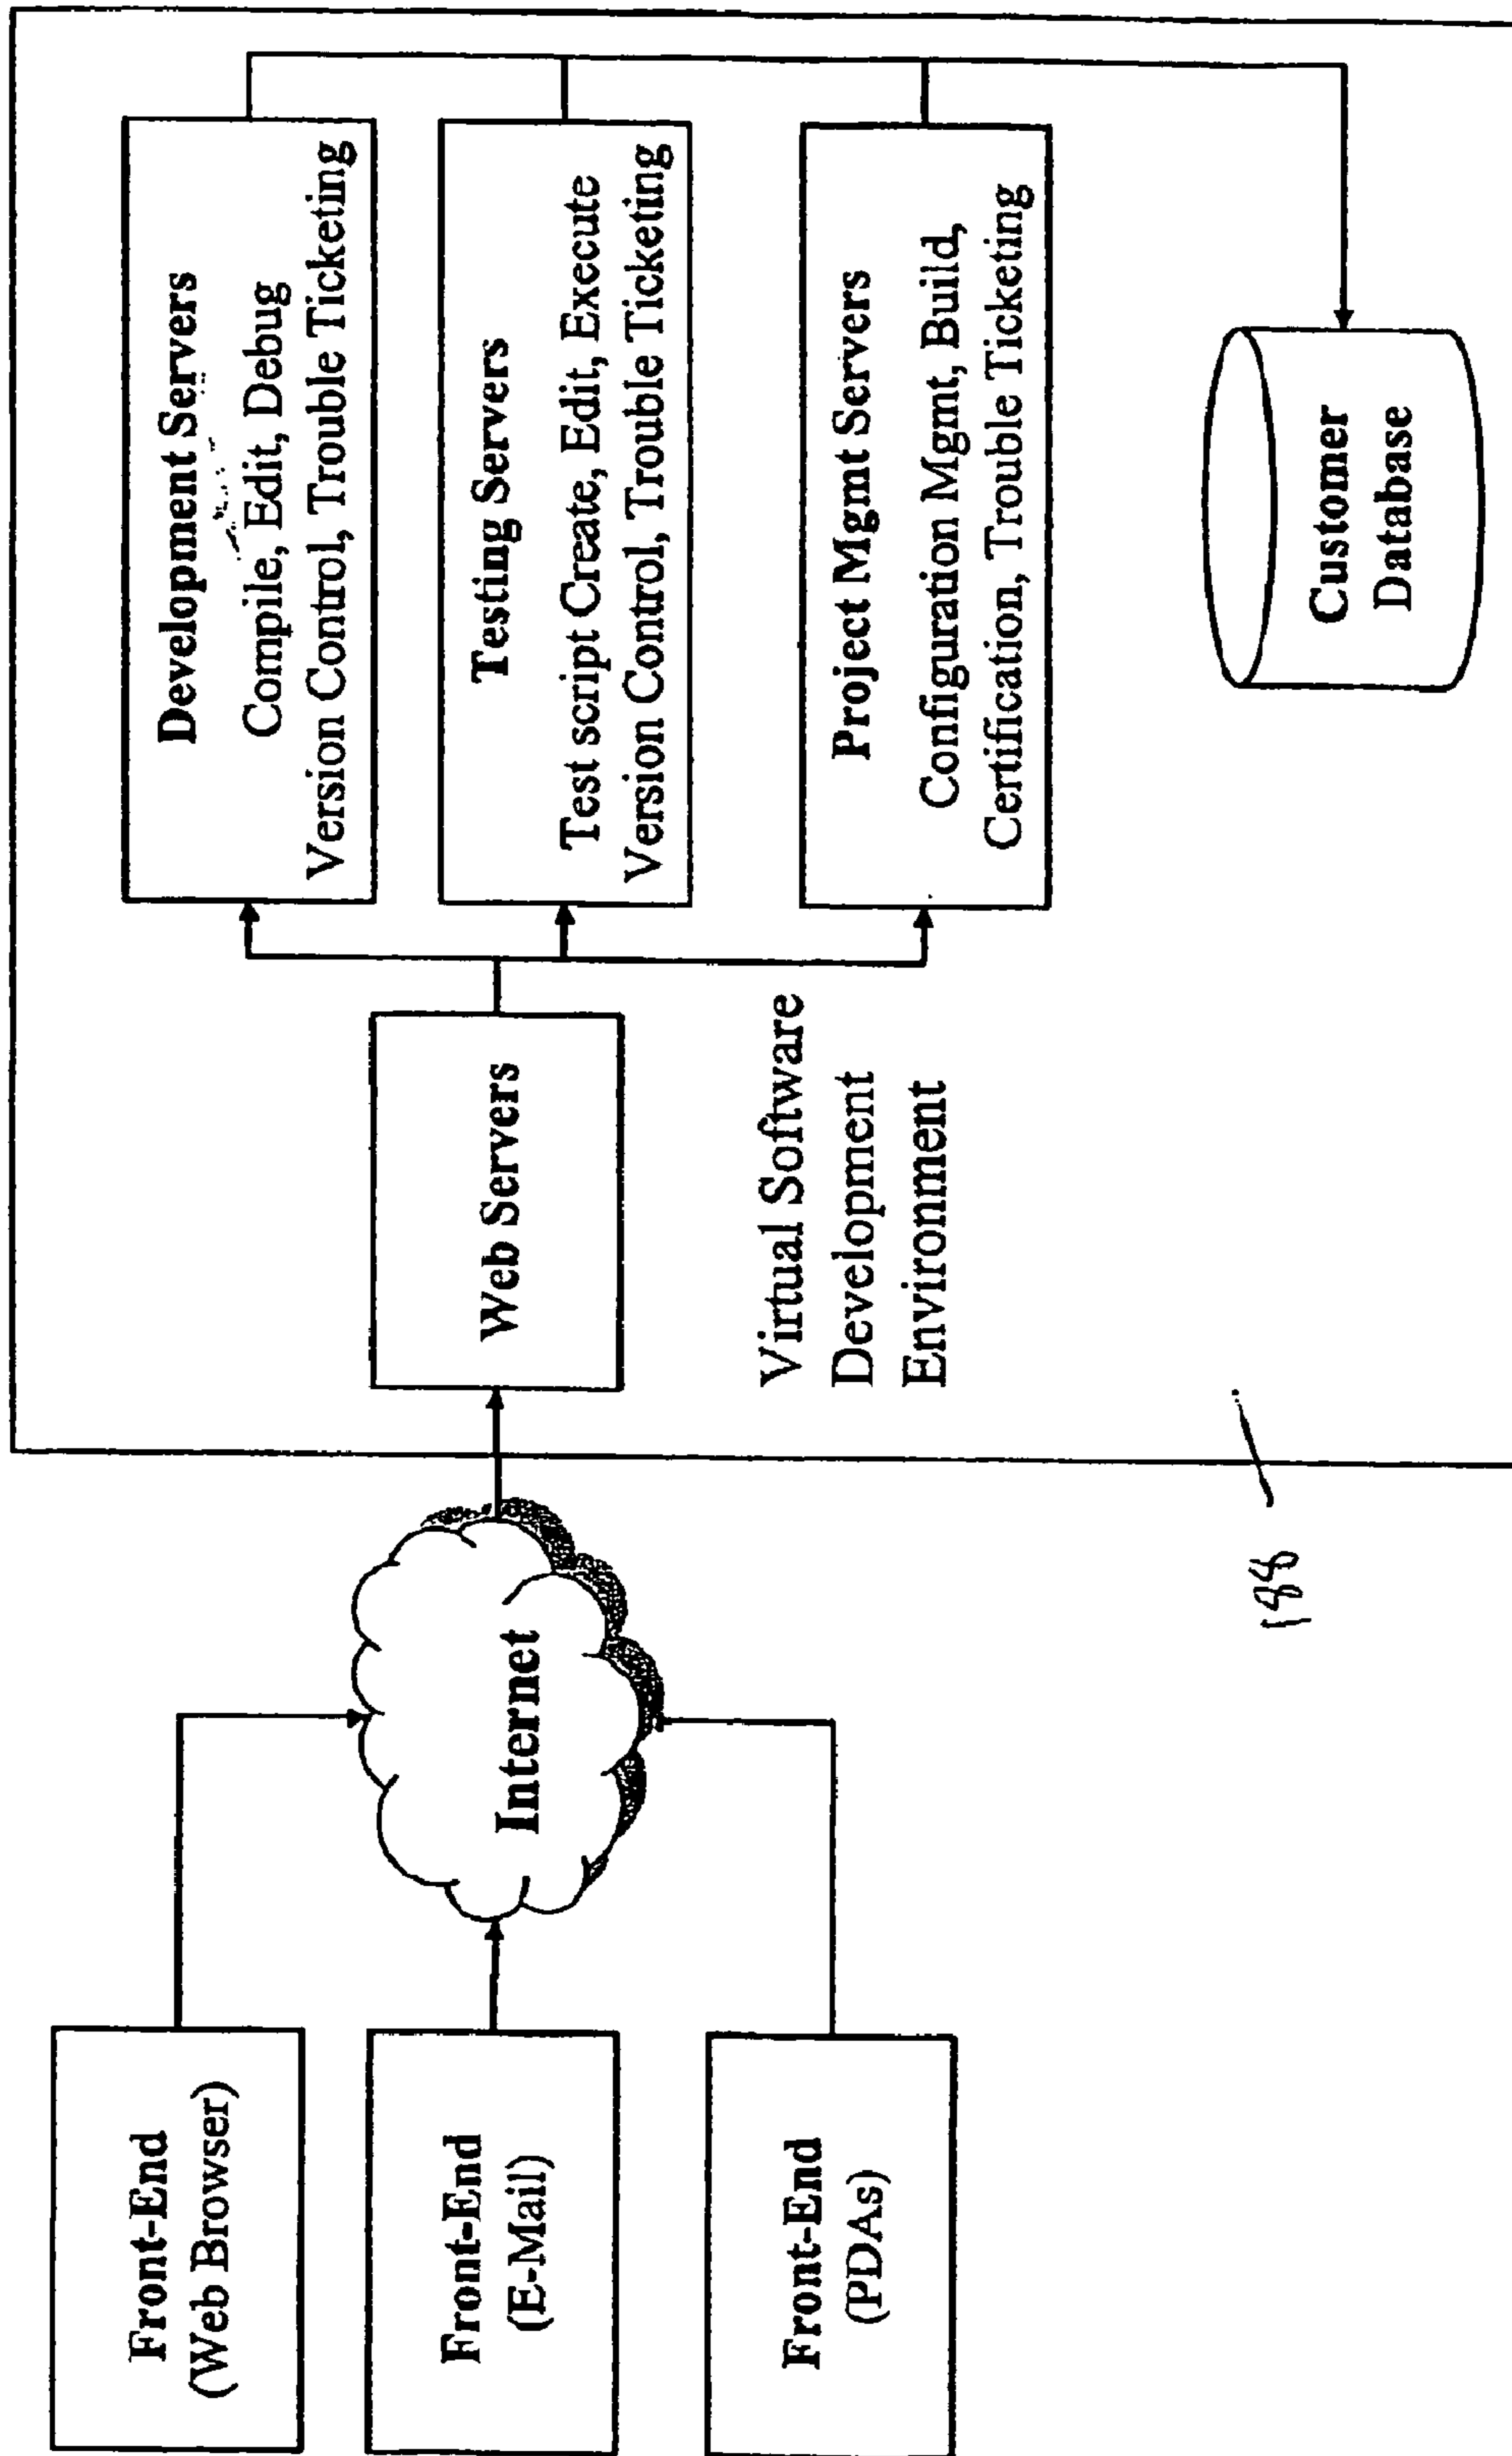 Front-End
(Web Browser)
Front-End
(E-Mail)
Front-End
(PDAs)
Internet
Web Servers
Virtual Software
Development
Environment
Development Servers
Compile, Edit, Debug
Version Control, Trouble Ticketing
Testing Servers
Test script Create, Edit, Execute
Version Control, Trouble Ticketing
Project Mgmt Servers
Configuration Mgmt, Build,
Certification, Trouble Ticketing
Customer
Database
188